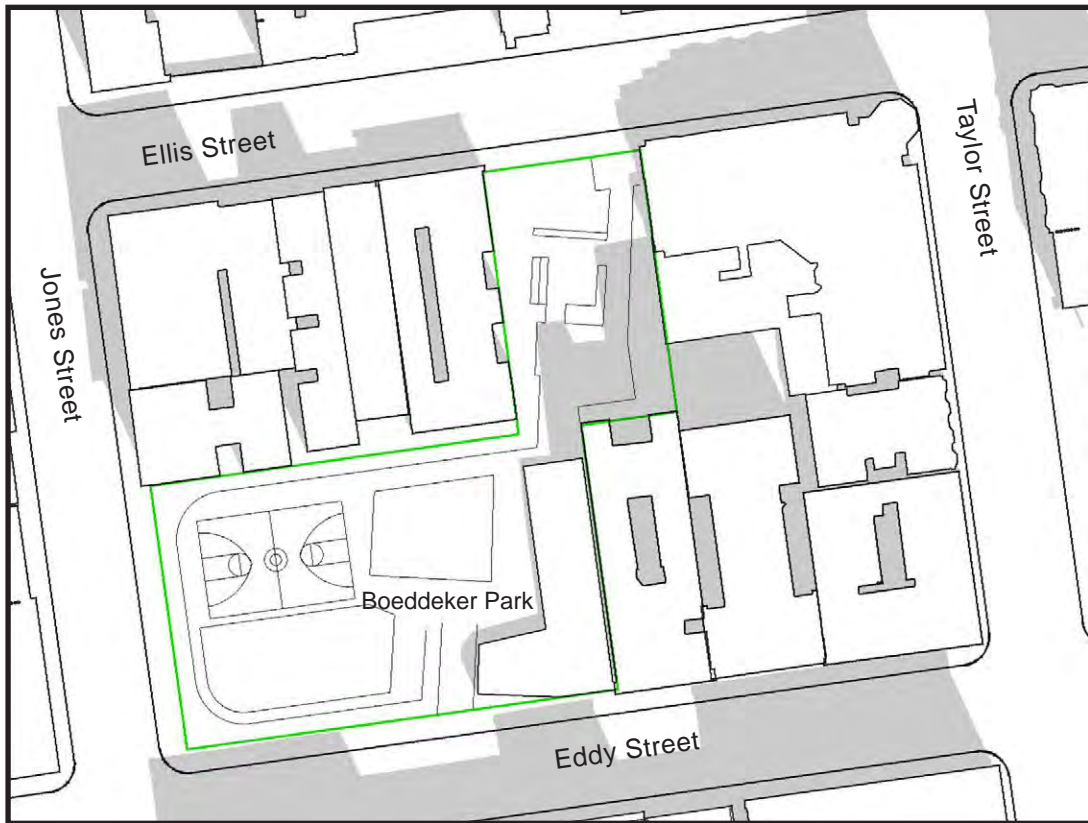 Ellis Street
Taylor Street
Jones Street
Boeddeker Park
Eddy Street